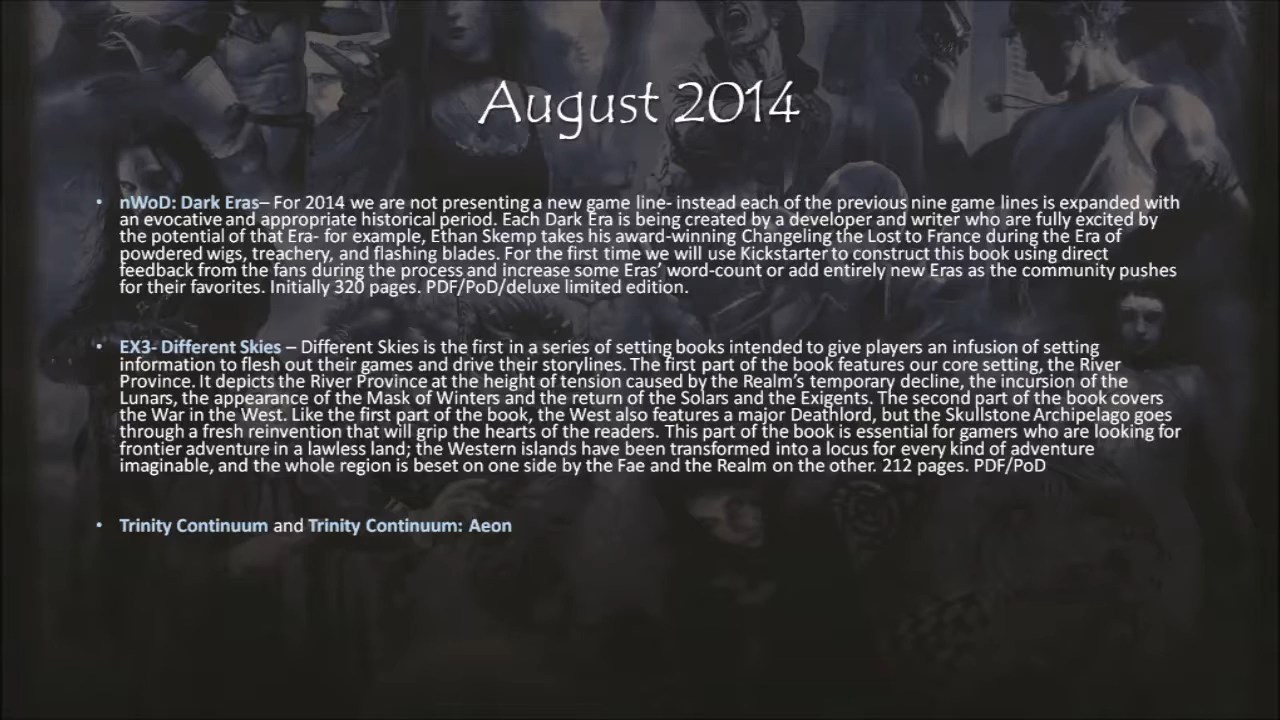 August 2014
• nWoD: Dark Eras– For 2014 we are not presenting a new game line- instead each of the previous nine game lines is expanded with
an evocative and appropriate historical period. Each Dark Era is being created by a developer and writer who are fully excited by
the potential of that Era- for example, Ethan Skemp takes his award-winning Changeling the Lost to France during the Era of
powdered wigs, treachery, and flashing blades. For the first time we will use Kickstarter to construct this book using direct
feedback from the fans during the process and increase some Eras’ word-count or add entirely new Eras as the community pushes
for their favorites. Initially 320 pages. PDF/PoD/deluxe limited edition.
• EX3- Different Skies – Different Skies is the first in a series of setting books intended to give players an infusion of setting
information to flesh out their games and drive their storylines. The first part of the book features our core setting, the River
Province. It depicts the River Province at the height of tension caused by the Realm’s temporary decline, the incursion of the
Lunars, the appearance of the Mask of Winters and the return of the Solars and the Exigents. The second part of the book covers
the War in the West. Like the first part of the book, the West also features a major Deathlord, but the Skullstone Archipelago goes
through a fresh reinvention that will grip the hearts of the readers. This part of the book is essential for gamers who are looking for
frontier adventure in a lawless land; the Western islands have been transformed into a locus for every kind of adventure
imaginable, and the whole region is beset on one side by the Fae and the Realm on the other. 212 pages. PDF/PoD
• Trinity Continuum and Trinity Continuum: Aeon